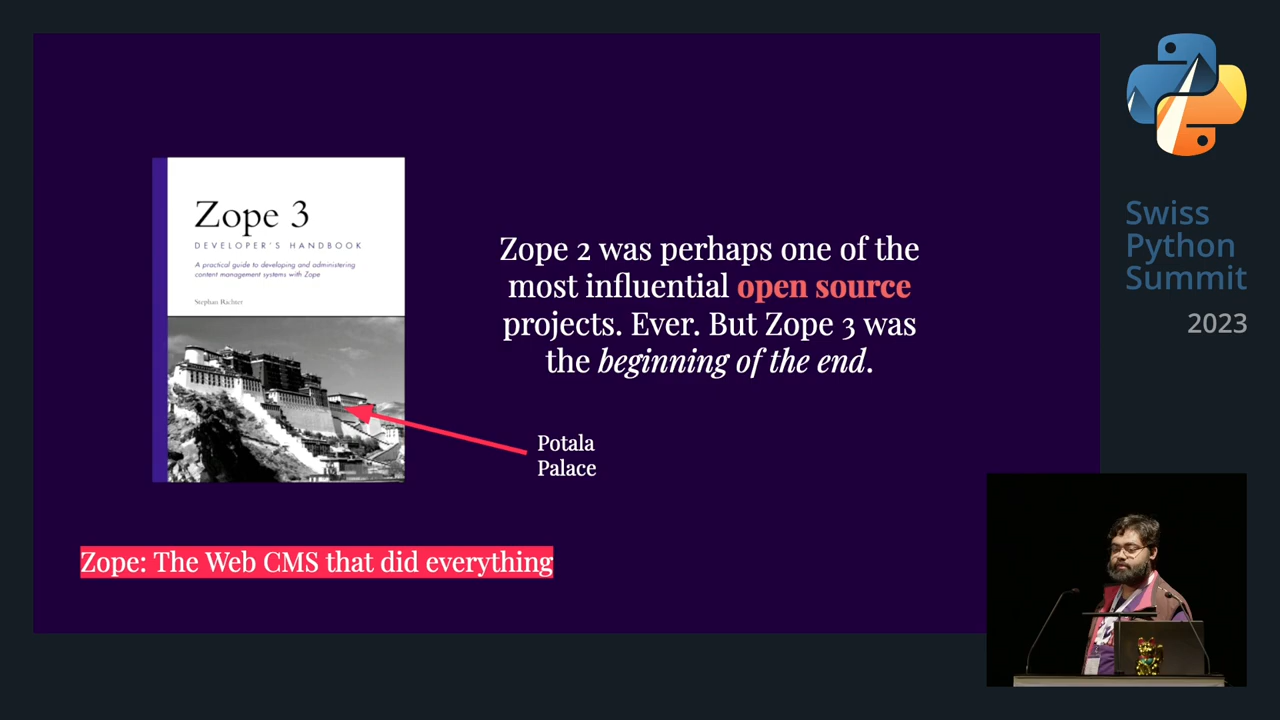 Zope 3
DEVELOPER'S HANDBOOK
A practical guide to developing and administering
content management systems with Zope
Stephan Richter
Zope 2 was perhaps one of the
most influential open source
projects. Ever. But Zope 3 was
the beginning of the end.
Potala
Palace
Zope: The Web CMS that did everything
Swiss
Python
Summit
2023